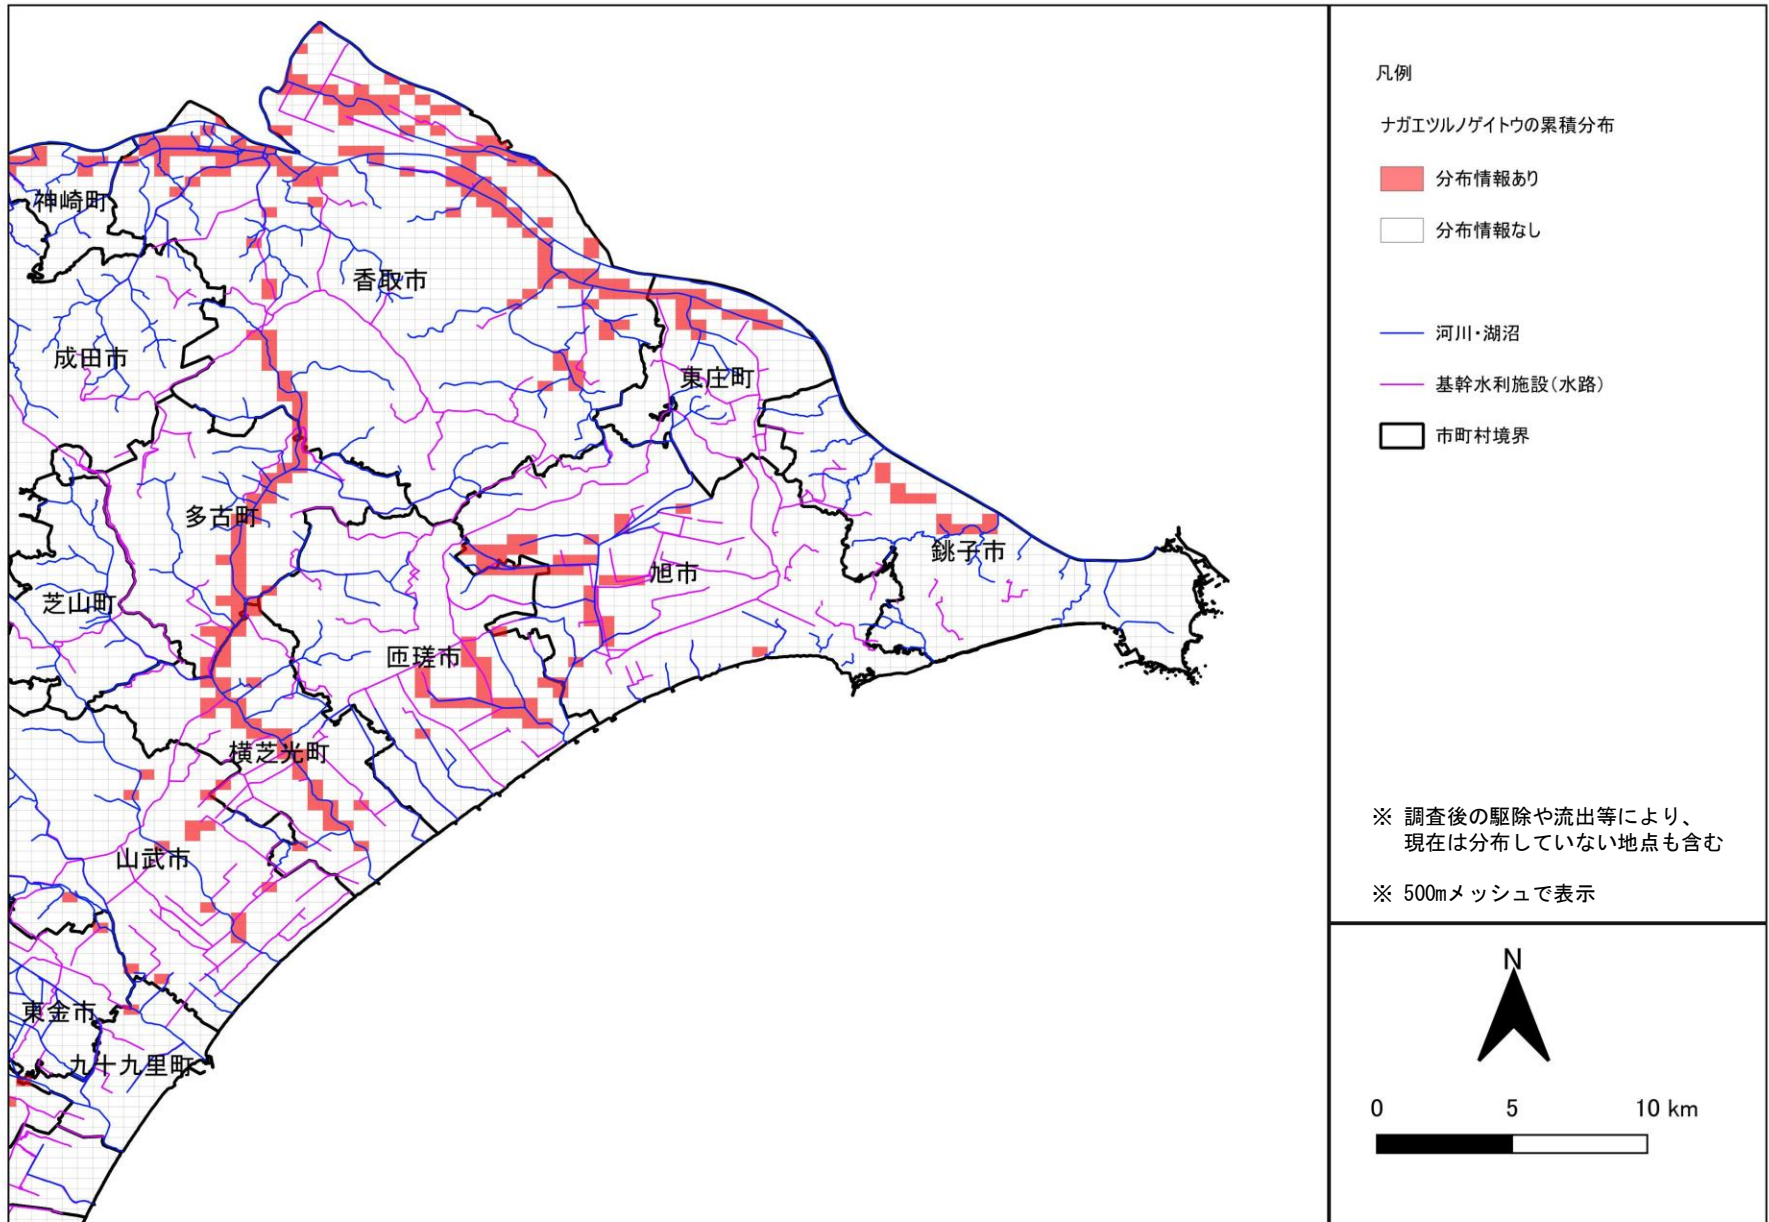 神崎町
香取市
成田市
東庄町
多古町
銚子市
旭市
芝山町
匝瑳市
横芝光町
山武市
東金市
九十九里町
凡例
ナガエツルノゲイトウの累積分布
分布情報あり
分布情報なし
河川・湖沼
基幹水利施設(水路)
市町村境界
※ 調査後の駆除や流出等により、
現在は分布していない地点も含む
※ 500mメッシュで表示
N
0 5 10 km